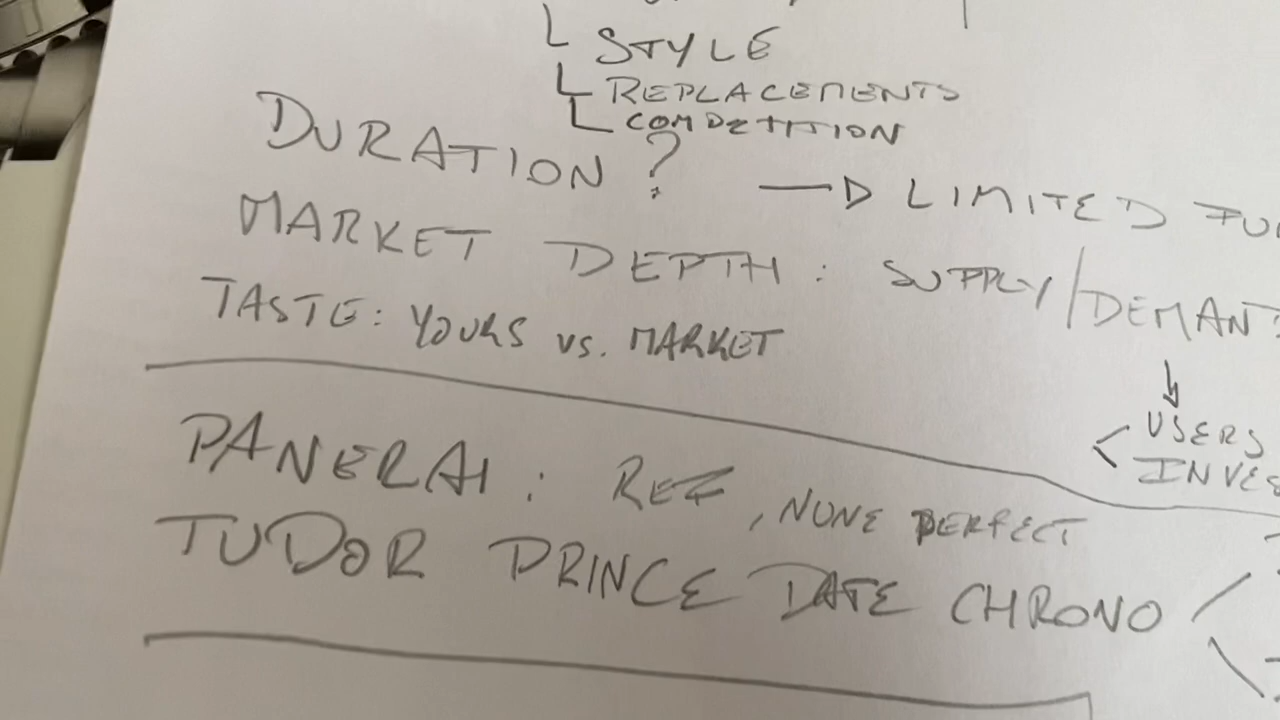 STYLE
REPLACEMENTS
COMPETITION
DURATION?
LIMITED
MARKET DEPTH: SUPPLY/DEMAND
TASTE: YOURS vs. MARKET
USERS
PANERAI: REF, NONE PERFECT
TUDOR PRINCE DATE CHRONO